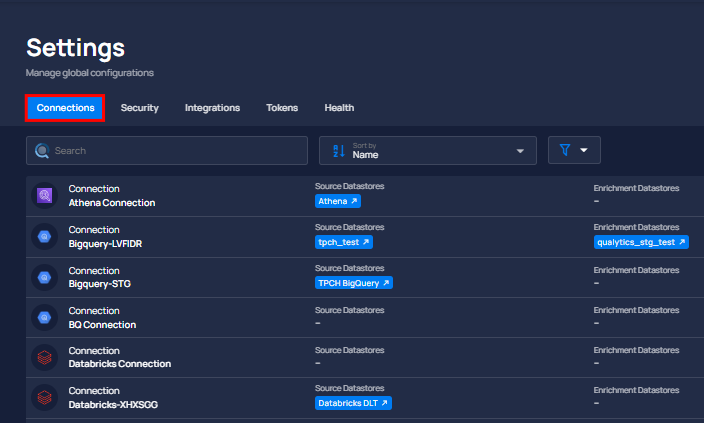 Settings
Manage global configurations
Connections Security Integrations Tokens Health
Search
Sort by
Name
Connection Source Datastores Enrichment Datastores
Athena Connection Athena ↗ –
Connection Source Datastores Enrichment Datastores
Bigquery-LVFIDR tpch_test ↗ qualytics_stg_test ↗
Connection Source Datastores Enrichment Datastores
Bigquery-STG TPCH BigQuery ↗ –
Connection Source Datastores Enrichment Datastores
BQ Connection – –
Connection Source Datastores Enrichment Datastores
Databricks Connection – –
Connection Source Datastores Enrichment Datastores
Databricks-XHXSGG Databricks DLT ↗ –